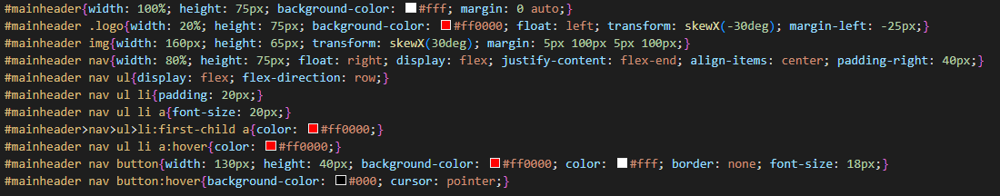 #mainheader{width: 100%; height: 75px; background-color: #fff; margin: 0 auto;}
#mainheader .logo{width: 20%; height: 75px; background-color: #ff0000; float: left; transform: skewX(-30deg); margin-left: -25px;}
#mainheader img{width: 160px; height: 65px; transform: skewX(30deg); margin: 5px 100px 5px 100px;}
#mainheader nav{width: 80%; height: 75px; float: right; display: flex; justify-content: flex-end; align-items: center; padding-right: 40px;}
#mainheader nav ul{display: flex; flex-direction: row;}
#mainheader nav ul li{padding: 20px;}
#mainheader nav ul li a{font-size: 20px;}
#mainheader>nav>ul>li:first-child a{color: #ff0000;}
#mainheader nav ul li a:hover{color: #ff0000;}
#mainheader nav button{width: 130px; height: 40px; background-color: #ff0000; color: #fff; border: none; font-size: 18px;}
#mainheader nav button:hover{background-color: #000; cursor: pointer;}